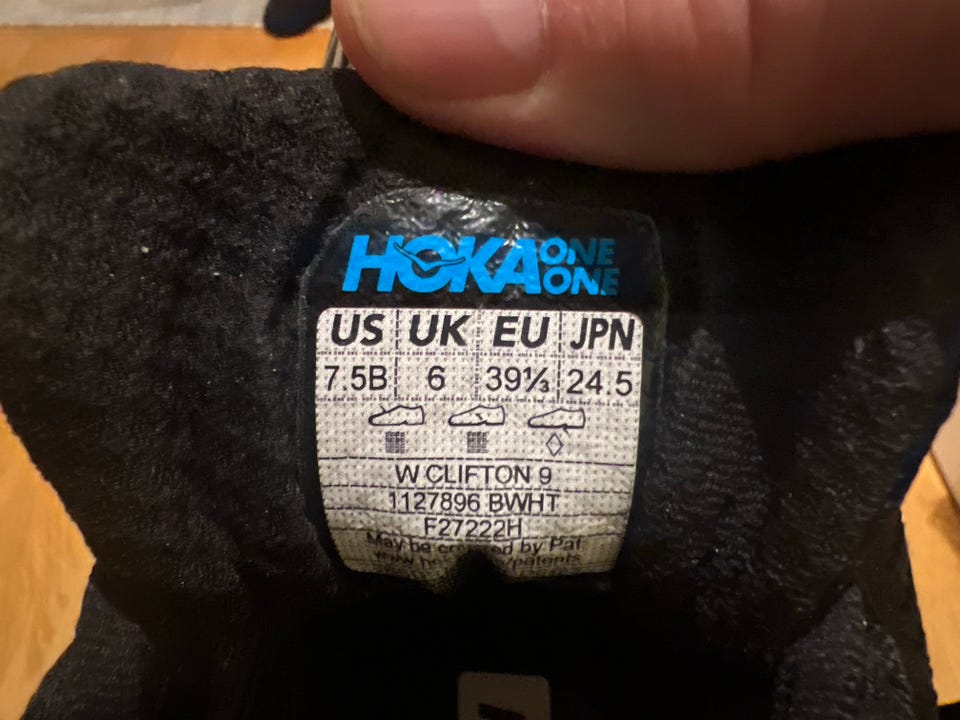 HOKA ONE ONE
US UK EU JPN
7.5B 6 39⅓ 24.5
W CLIFTON 9
1127896 BWHT
F27222H
May be by Pat
/patents